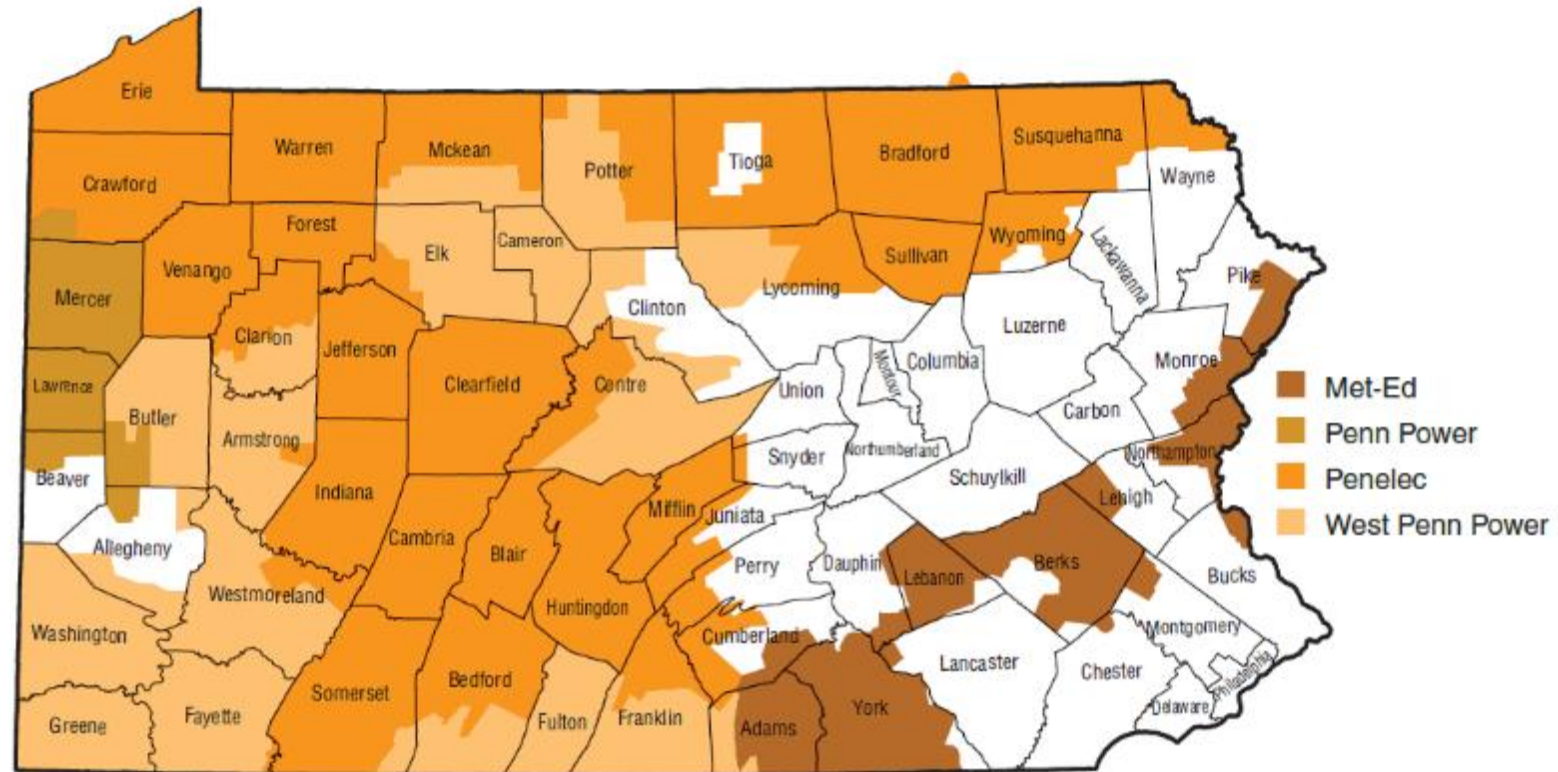 Erie
Warren
Mckean
Potter
Tioga
Bradford
Susquehanna
Wayne
Crawford
Forest
Venango
Elk
Cameron
Sullivan
Wyoming
Lackawanna
Pike
Mercer
Clarion
Jefferson
Clinton
Lycoming
Luzerne
Monroe
Lawrence
Butler
Armstrong
Clearfield
Centre
Union
Montour
Columbia
Carbon
Northumberland
Snyder
Schuylkill
Northampton
Lehigh
Beaver
Allegheny
Indiana
Cambria
Blair
Mifflin
Juniata
Perry
Dauphin
Lebanon
Berks
Bucks
Westmoreland
Huntingdon
Cumberland
Lancaster
Chester
Montgomery
Philadelphia
Delaware
Washington
Greene
Fayette
Somerset
Bedford
Fulton
Franklin
Adams
York
Met-Ed
Penn Power
Penelec
West Penn Power